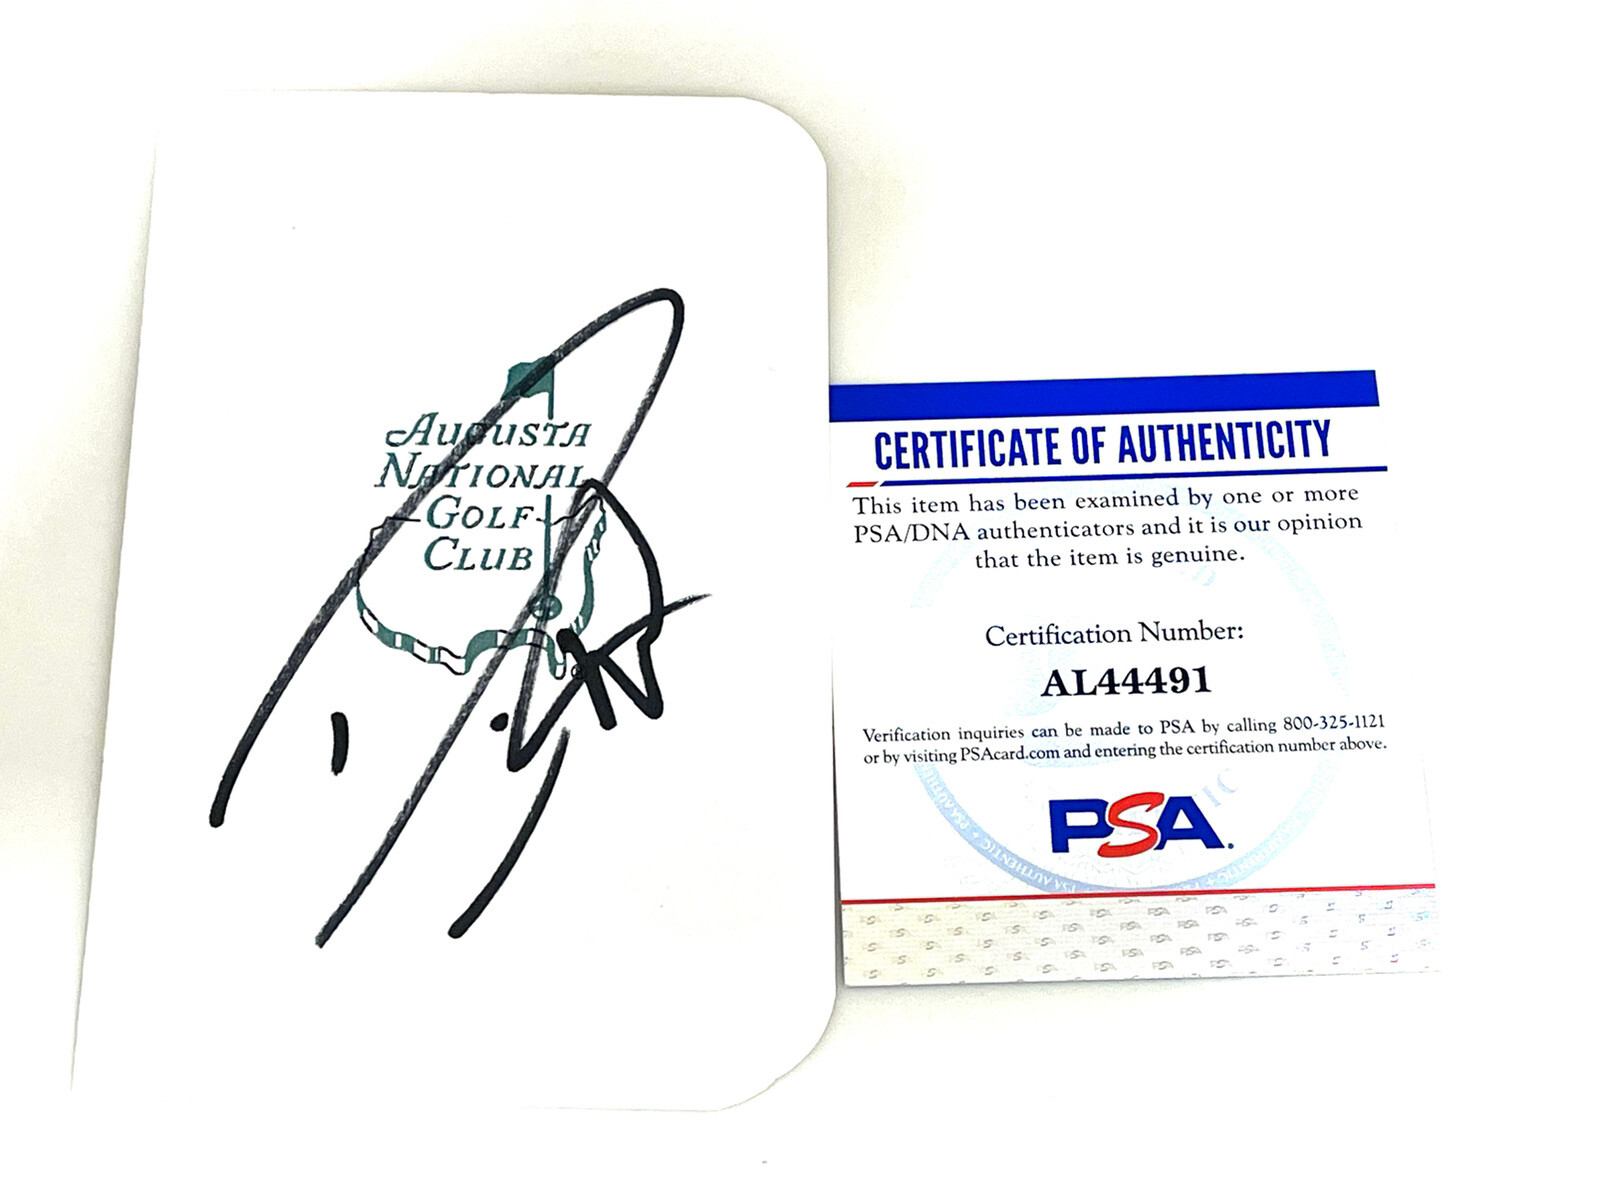 Augusta
National
Golf
Club
CERTIFICATE OF AUTHENTICITY
This item has been examined by one or more
PSA/DNA authenticators and it is our opinion
that the item is genuine.
Certification Number:
AL44491
Verification inquiries can be made to PSA by calling 800-325-1121
or by visiting PSAcard.com and entering the certification number above.
PSA.